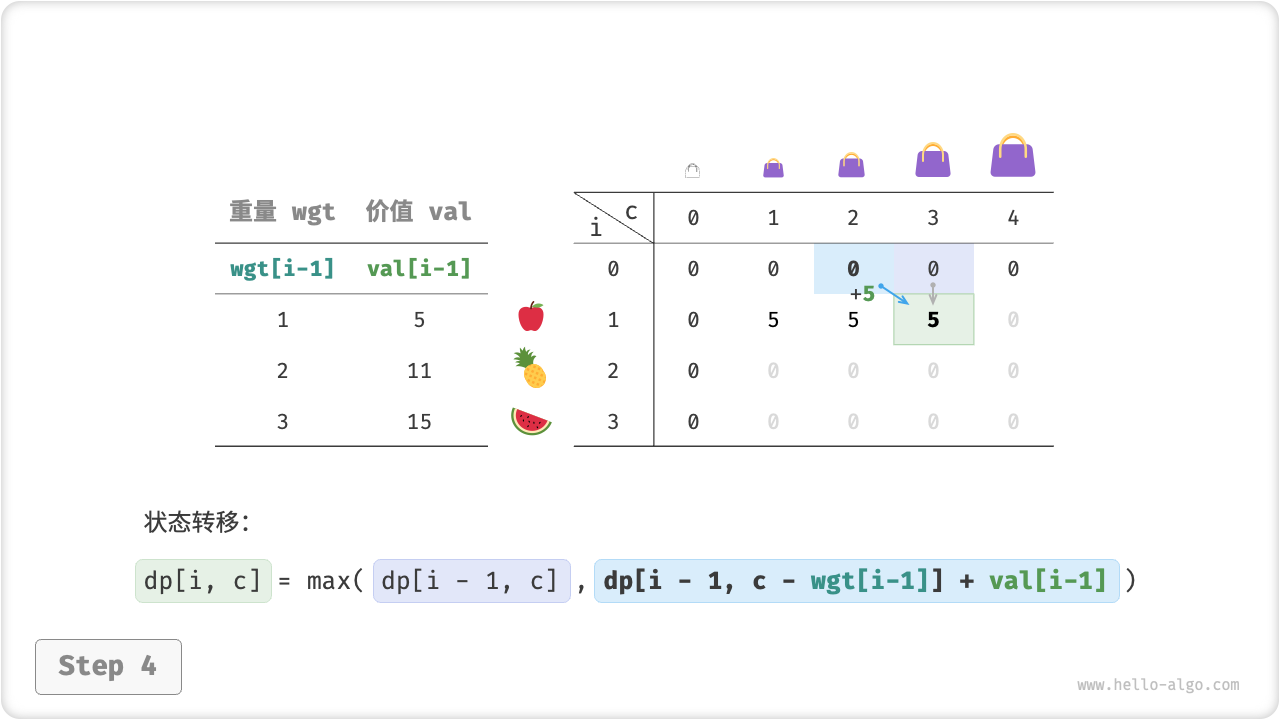 重量 wgt 价值 val
wgt[i-1] val[i-1]
1 5
2 11
3 15
i c 0 1 2 3 4
0 0 0 0 0 0
+5
1 0 5 5 5 0
2 0 0 0 0 0
3 0 0 0 0 0
状态转移：
dp[i, c] = max( dp[i - 1, c] , dp[i - 1, c - wgt[i-1]] + val[i-1] )
Step 4
www.hello-algo.com